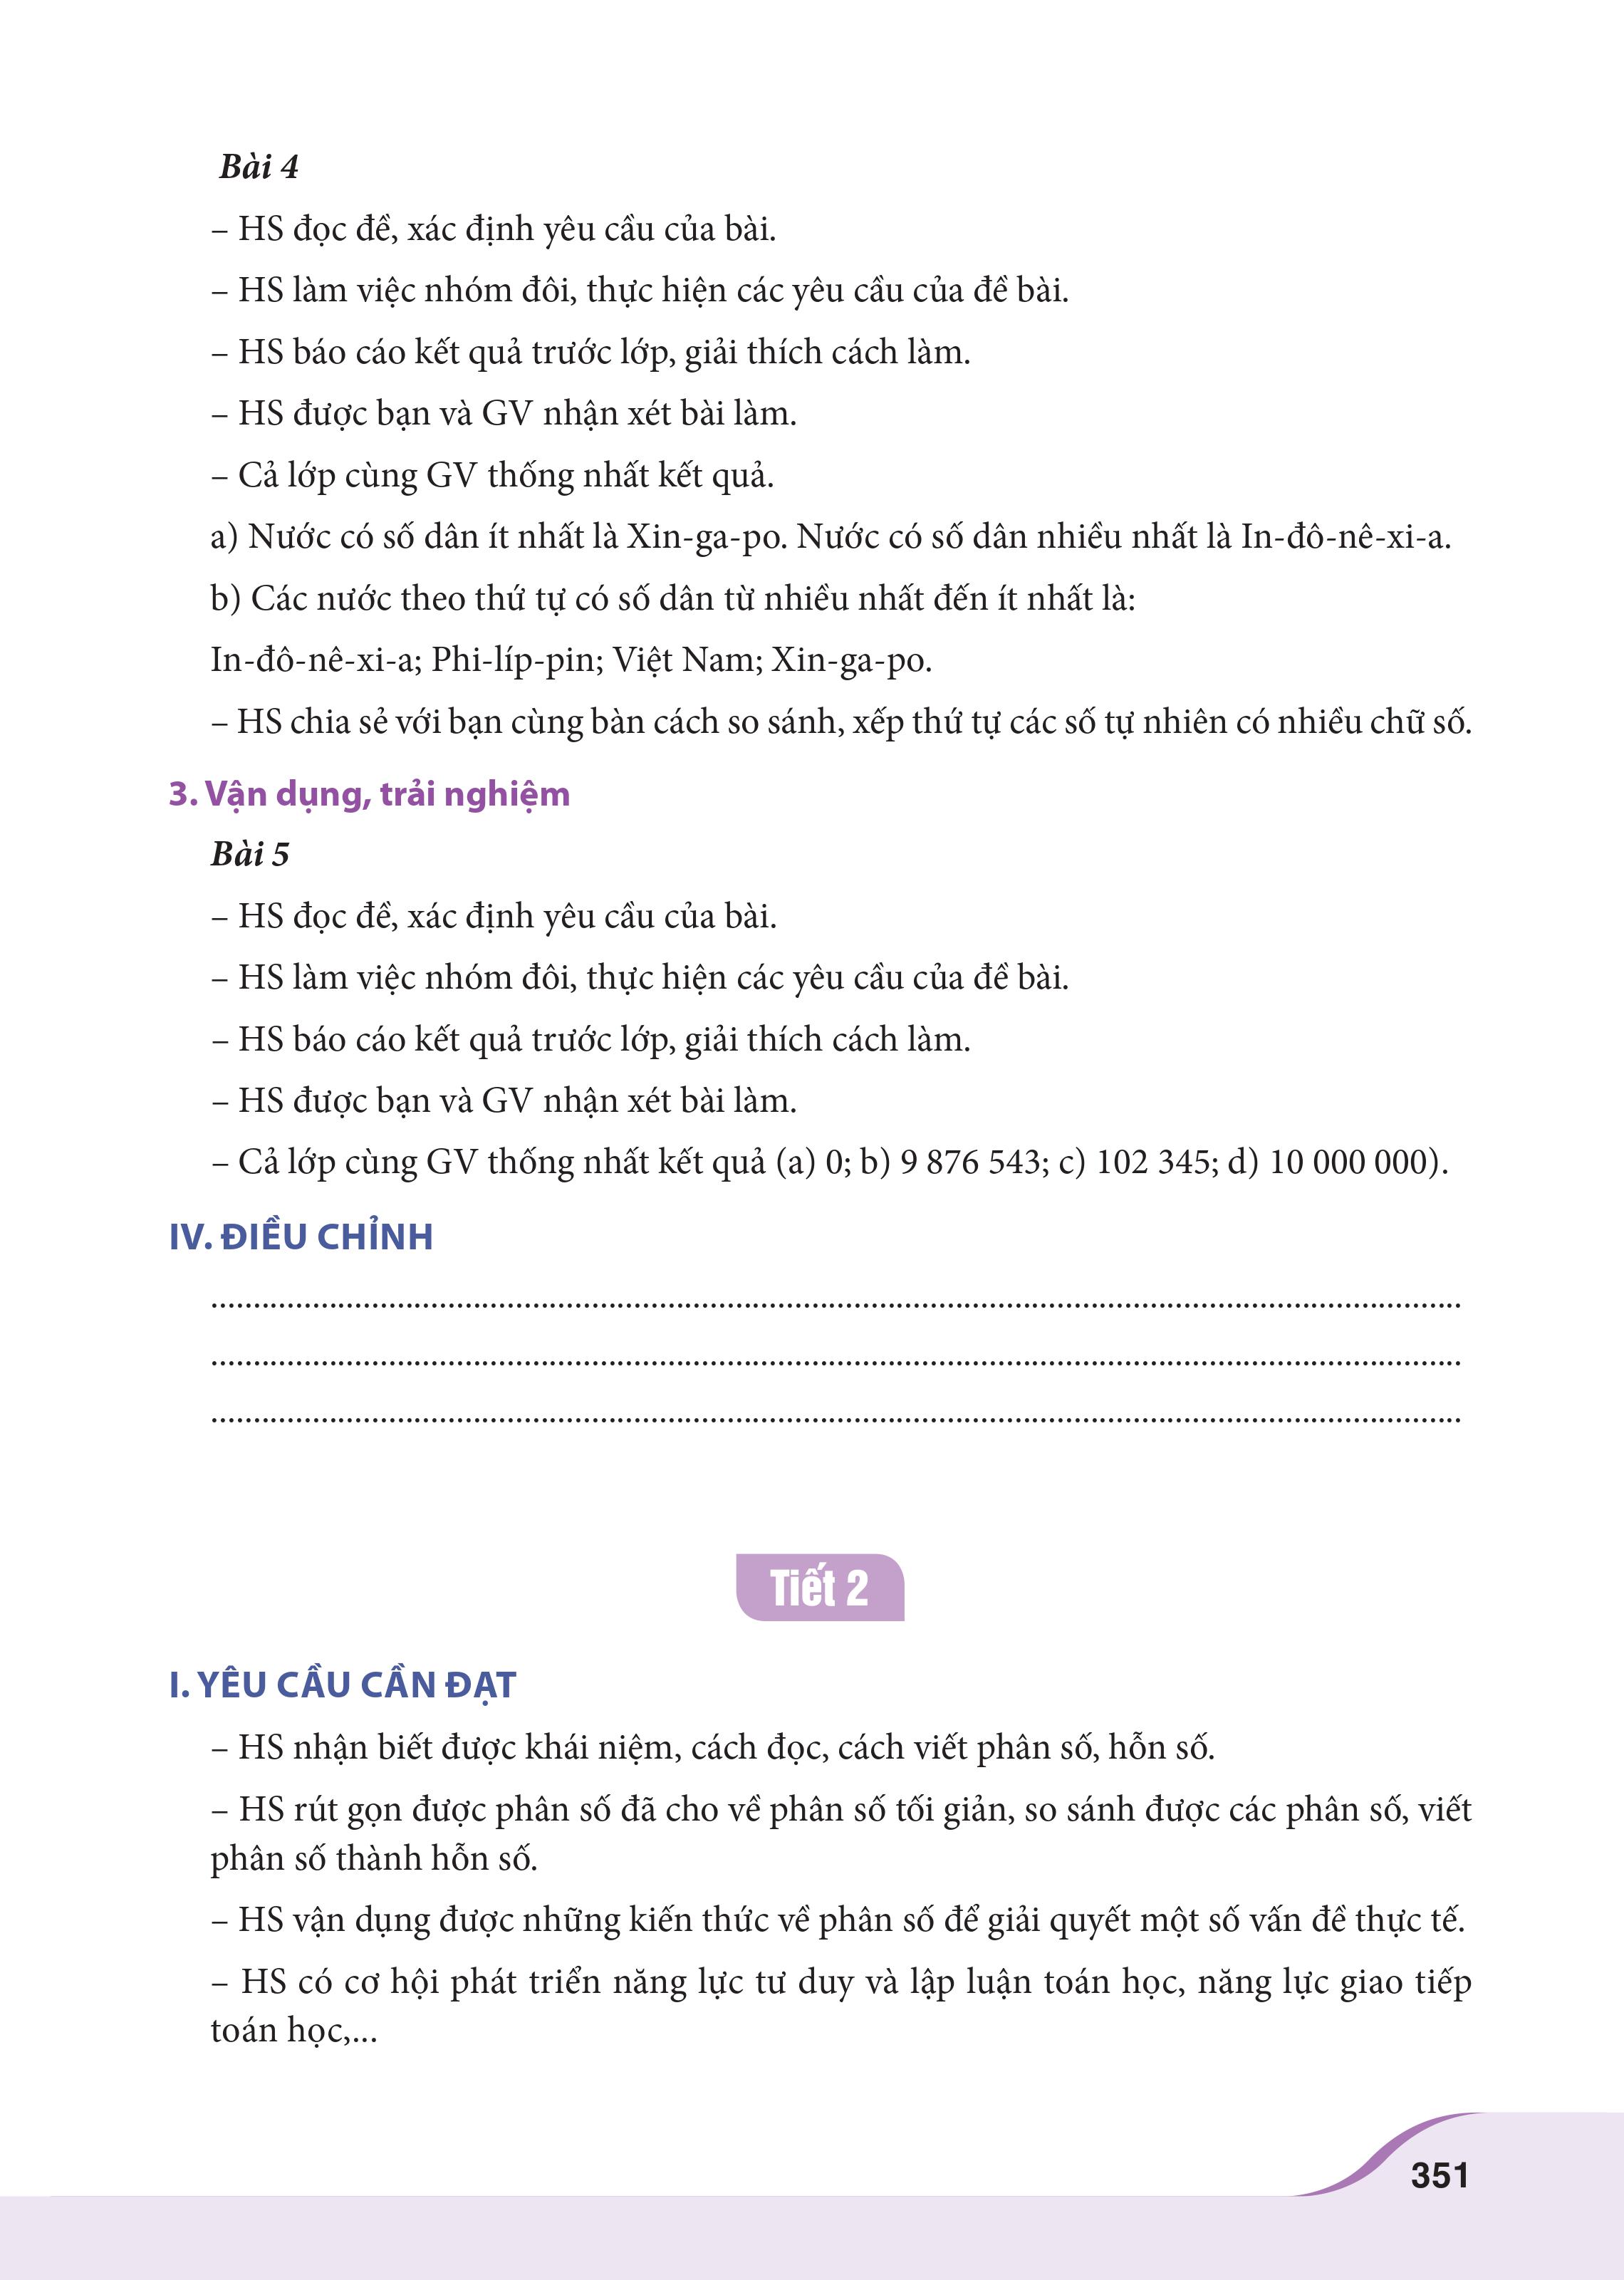 Bài 4
– HS đọc đề, xác định yêu cầu của bài.
– HS làm việc nhóm đôi, thực hiện các yêu cầu của đề bài.
– HS báo cáo kết quả trước lớp, giải thích cách làm.
– HS được bạn và GV nhận xét bài làm.
– Cả lớp cùng GV thống nhất kết quả.
a) Nước có số dân ít nhất là Xin-ga-po. Nước có số dân nhiều nhất là In-đô-nê-xi-a.
b) Các nước theo thứ tự có số dân từ nhiều nhất đến ít nhất là:
In-đô-nê-xi-a; Phi-líp-pin; Việt Nam; Xin-ga-po.
– HS chia sẻ với bạn cùng bàn cách so sánh, xếp thứ tự các số tự nhiên có nhiều chữ số.
3. Vận dụng, trải nghiệm
Bài 5
– HS đọc đề, xác định yêu cầu của bài.
– HS làm việc nhóm đôi, thực hiện các yêu cầu của đề bài.
– HS báo cáo kết quả trước lớp, giải thích cách làm.
– HS được bạn và GV nhận xét bài làm.
– Cả lớp cùng GV thống nhất kết quả (a) 0; b) 9 876 543; c) 102 345; d) 10 000 000).
IV. ĐIỀU CHỈNH
Tiết 2
I. YÊU CẦU CẦN ĐẠT
– HS nhận biết được khái niệm, cách đọc, cách viết phân số, hỗn số.
– HS rút gọn được phân số đã cho về phân số tối giản, so sánh được các phân số, viết
phân số thành hỗn số.
– HS vận dụng được những kiến thức về phân số để giải quyết một số vấn đề thực tế.
– HS có cơ hội phát triển năng lực tư duy và lập luận toán học, năng lực giao tiếp
toán học,...
351